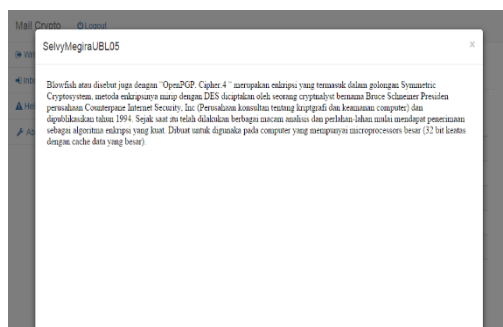 Mail Crypto Logout
SelvyMegiraUBL05 x
Blowfish atau disebut juga dengan "OpenPGP. Cipher.4 " merupakan enkripsi yang termasuk dalam golongan Symmetric
Cryptosystem, metoda enkripsinya mirip dengan DES diciptakan oleh seorang cryptnalyst bernama Bruce Schneiner Presiden
perusahaan Counterpane Internet Security, Inc (Perusahaan konsultan tentang kriptgrafi dan keamanan computer) dan
dipublikasikan tahun 1994. Sejak saat itu telah dilakukan berbagai macam analisis dan perlahan-lahan mulai mendapat penerimaan
sebagai algoritma enkripsi yang kuat. Dibuat untuk digunaka pada computer yang mempunyai microprocessors besar (32 bit keatas
dengan cache data yang besar).